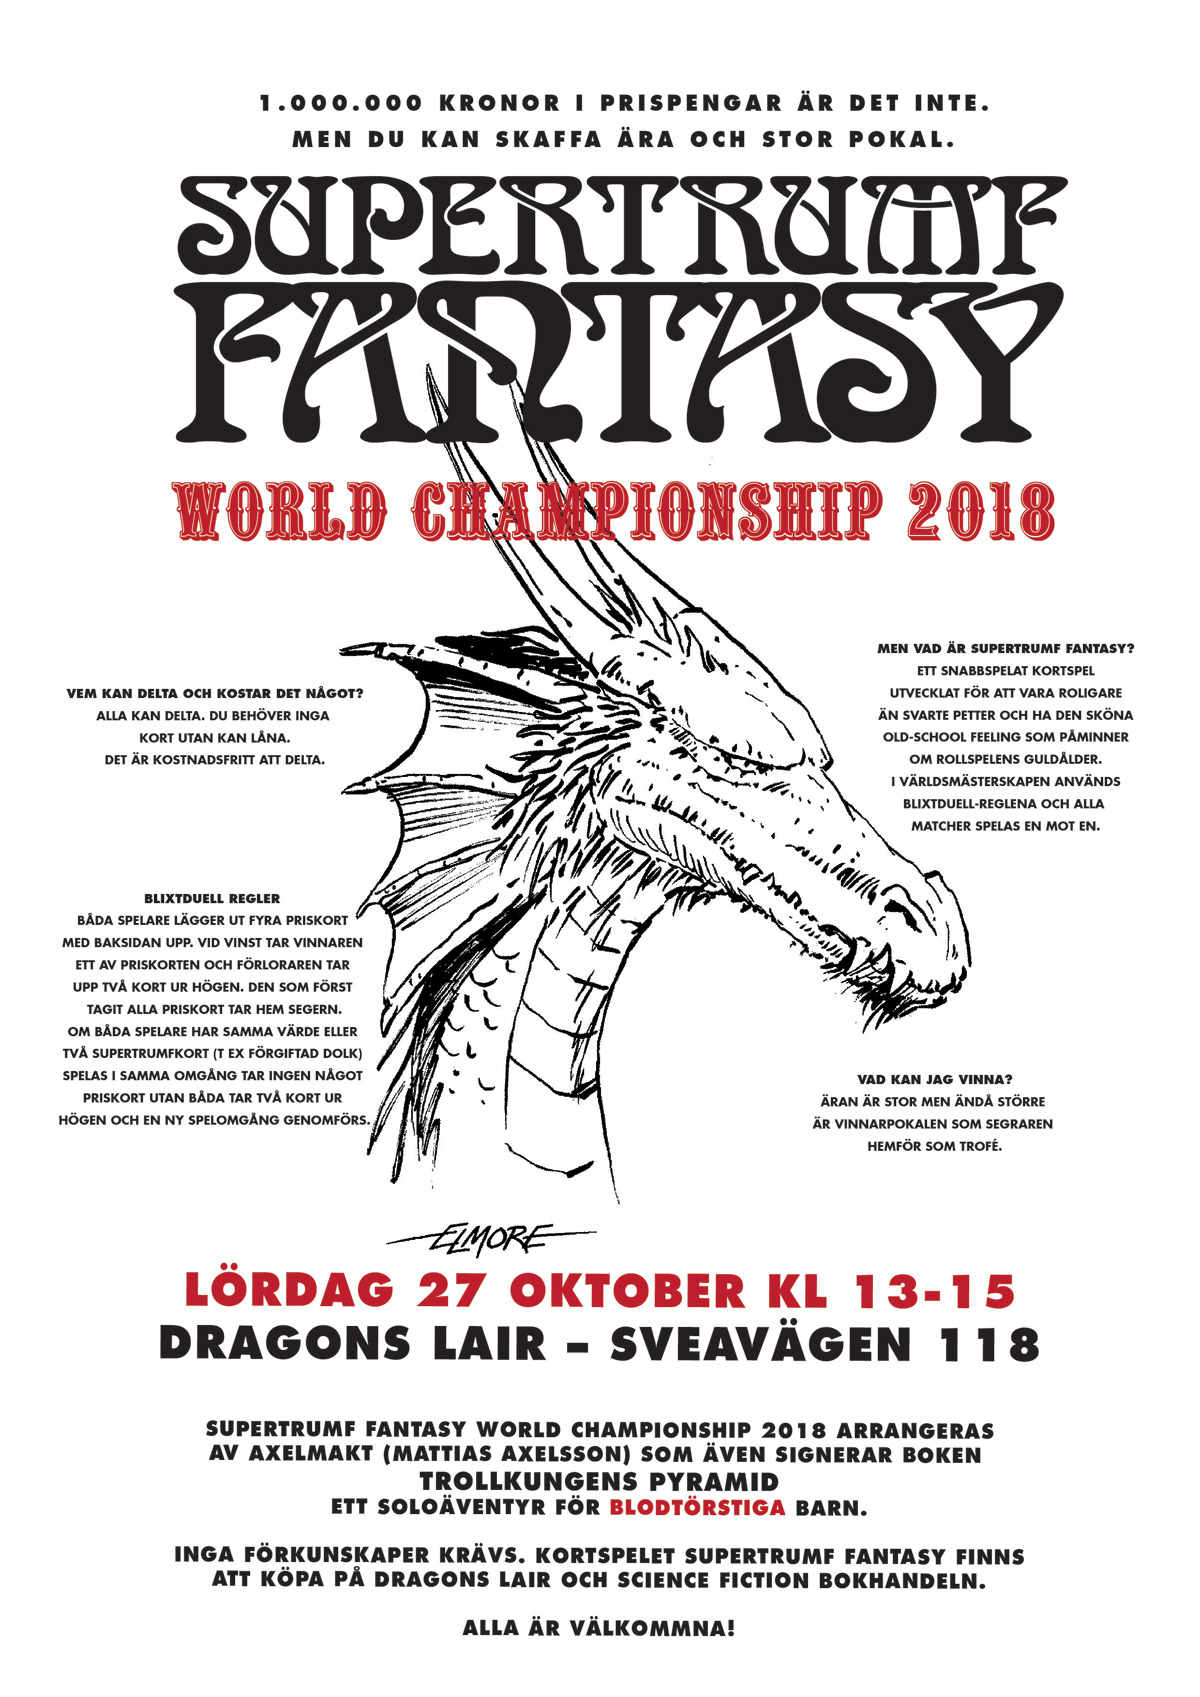 1.000.000 KRONOR I PRISPENGAR ÄR DET INTE.
MEN DU KAN SKAFFA ÄRA OCH STOR POKAL.
SUPERTRUMF
FANTASY
WORLD CHAMPIONSHIP 2018
MEN VAD ÄR SUPERTRUMF FANTASY?
ETT SNABBSPELAT KORTSPEL
UTVECKLAT FÖR ATT VARA ROLIGARE
ÄN SVARTE PETTER OCH HA DEN SKÖNA
OLD-SCHOOL FEELING SOM PÅMINNER
OM ROLLSPELENS GULDÅLDER.
I VÄRLDSMÄSTERSKAPEN ANVÄNDS
BLIXTDUELL-REGLENA OCH ALLA
MATCHER SPELAS EN MOT EN.
VEM KAN DELTA OCH KOSTAR DET NÅGOT?
ALLA KAN DELTA. DU BEHÖVER INGA
KORT UTAN KAN LÅNA.
DET ÄR KOSTNADSFRITT ATT DELTA.
BLIXTDUELL REGLER
BÅDA SPELARE LÄGGER UT FYRA PRISKORT
MED BAKSIDAN UPP. VID VINST TAR VINNAREN
ETT AV PRISKORTEN OCH FÖRLORAREN TAR
UPP TVÅ KORT UR HÖGEN. DEN SOM FÖRST
TAGIT ALLA PRISKORT TAR HEM SEGERN.
OM BÅDA SPELARE HAR SAMMA VÄRDE ELLER
TVÅ SUPERTRUMFKORT (T EX FÖRGIFTAD DOLK)
SPELAS I SAMMA OMGÅNG TAR INGEN NÅGOT
PRISKORT UTAN BÅDA TAR TVÅ KORT UR
HÖGEN OCH EN NY SPELOMGÅNG GENOMFÖRS.
VAD KAN JAG VINNA?
ÄRAN ÄR STOR MEN ÄNDÅ STÖRRE
ÄR VINNARPOKALEN SOM SEGRAREN
HEMFÖR SOM TROFÉ.
ELMORE
LÖRDAG 27 OKTOBER KL 13-15
DRAGONS LAIR – SVEAVÄGEN 118
SUPERTRUMF FANTASY WORLD CHAMPIONSHIP 2018 ARRANGERAS
AV AXELMAKT (MATTIAS AXELSSON) SOM ÄVEN SIGNERAR BOKEN
TROLLKUNGENS PYRAMID
ETT SOLOÄVENTYR FÖR BLODTÖRSTIGA BARN.
INGA FÖRKUNSKAPER KRÄVS. KORTSPELET SUPERTRUMF FANTASY FINNS
ATT KÖPA PÅ DRAGONS LAIR OCH SCIENCE FICTION BOKHANDELN.
ALLA ÄR VÄLKOMMNA!